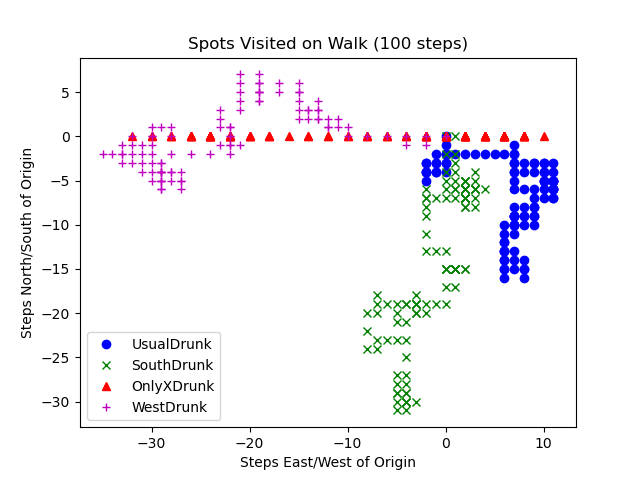 Spots Visited on Walk (100 steps)
Steps North/South of Origin
5
0
−5
−10
−15
−20
−25
−30
UsualDrunk
SouthDrunk
OnlyXDrunk
WestDrunk
−30 −20 −10 0 10
Steps East/West of Origin